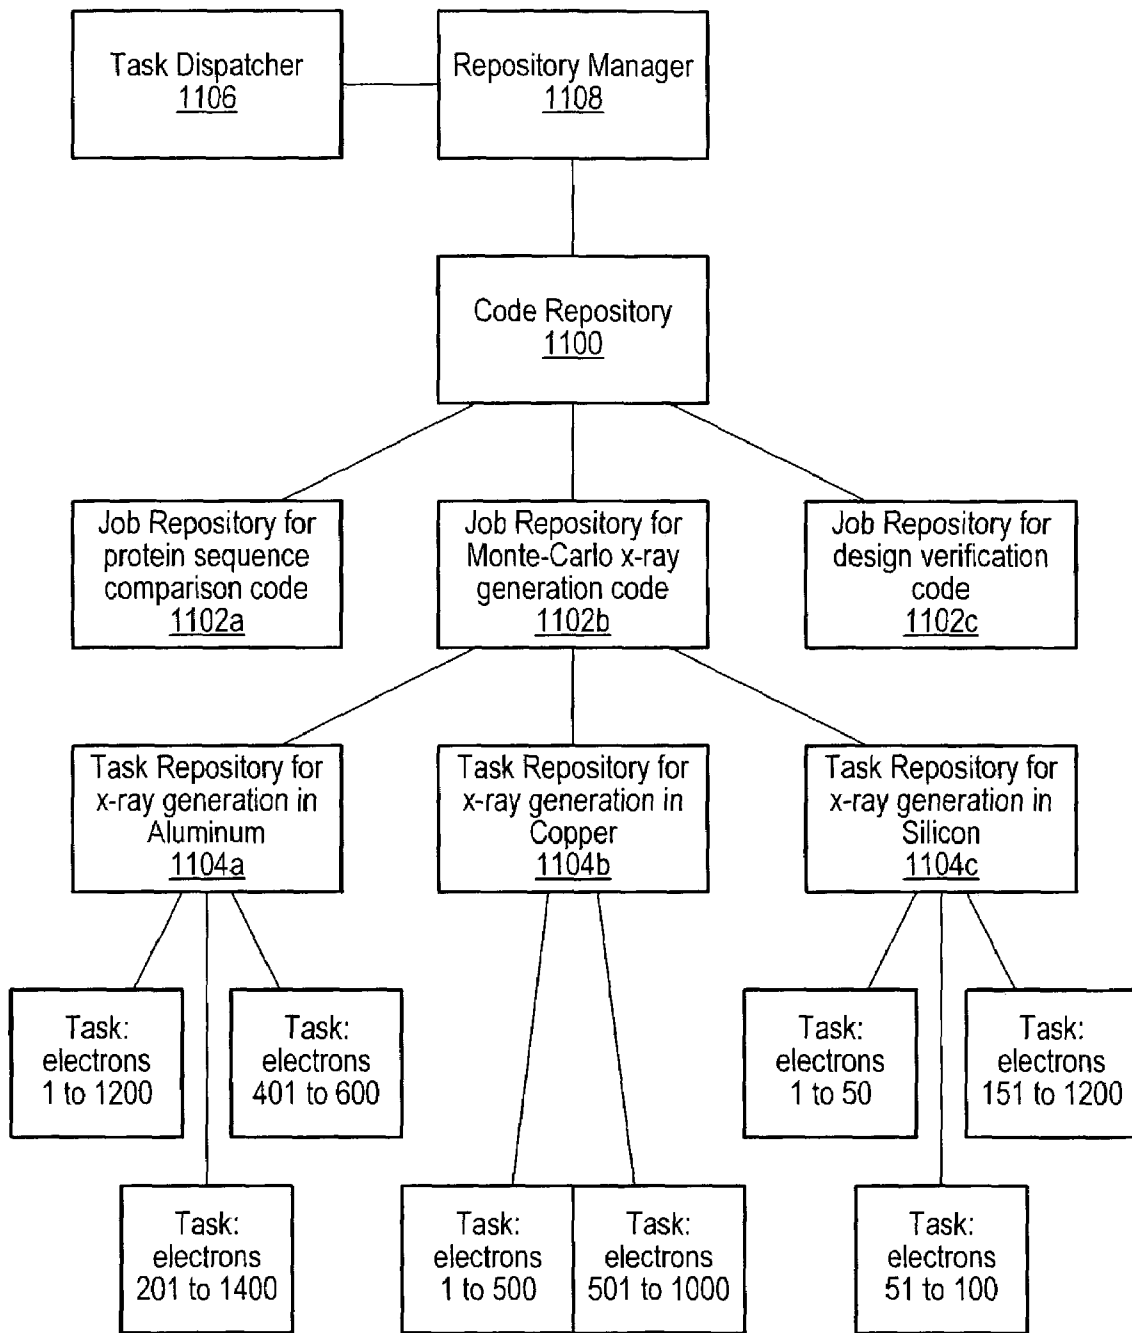 Task Dispatcher
1106
Repository Manager
1108
Code Repository
1100
Job Repository for
protein sequence
comparison code
1102a
Job Repository for
Monte-Carlo x-ray
generation code
1102b
Job Repository for
design verification
code
1102c
Task Repository for
x-ray generation in
Aluminum
1104a
Task Repository for
x-ray generation in
Copper
1104b
Task Repository for
x-ray generation in
Silicon
1104c
Task:
electrons
1 to 1200
Task:
electrons
401 to 600
Task:
electrons
1 to 50
Task:
electrons
151 to 1200
Task:
electrons
201 to 1400
Task:
electrons
1 to 500
Task:
electrons
501 to 1000
Task:
electrons
51 to 100